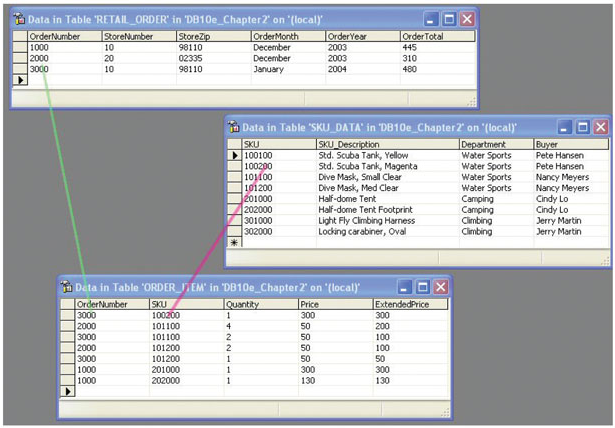 Data in Table 'RETAIL_ORDER' in 'DB10e_Chapter2' on '(local)'
OrderNumber StoreNumber StoreZip OrderMonth OrderYear OrderTotal
1000 10 98110 December 2003 445
2000 20 02335 December 2003 310
3000 10 98110 January 2004 480
Data in Table 'SKU_DATA' in 'DB10e_Chapter2' on '(local)'
SKU SKU_Description Department Buyer
100100 Std. Scuba Tank, Yellow Water Sports Pete Hansen
100200 Std. Scuba Tank, Magenta Water Sports Pete Hansen
101100 Dive Mask, Small Clear Water Sports Nancy Meyers
101200 Dive Mask, Med Clear Water Sports Nancy Meyers
201000 Half-dome Tent Camping Cindy Lo
202000 Half-dome Tent Footprint Camping Cindy Lo
301000 Light Fly Climbing Harness Climbing Jerry Martin
302000 Locking carabiner, Oval Climbing Jerry Martin
Data in Table 'ORDER_ITEM' in 'DB10e_Chapter2' on '(local)'
OrderNumber SKU Quantity Price ExtendedPrice
3000 100200 1 300 300
2000 101100 4 50 200
3000 101100 2 50 100
2000 101200 2 50 100
3000 101200 1 50 50
1000 201000 1 300 300
1000 202000 1 130 130